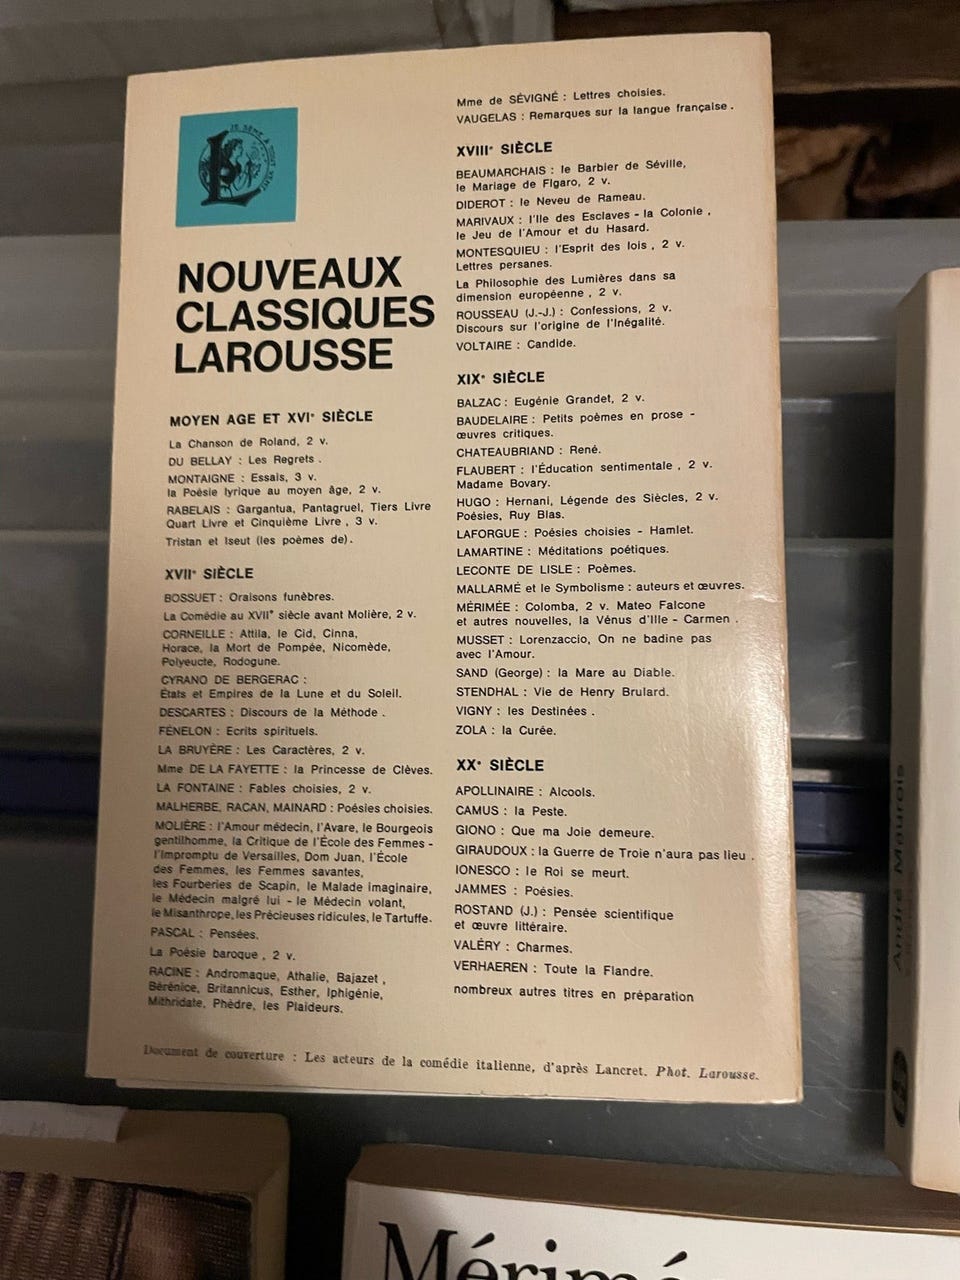 JE SÈME À TOUT VENT
NOUVEAUX
CLASSIQUES
LAROUSSE
MOYEN AGE ET XVIᵉ SIÈCLE
La Chanson de Roland, 2 v.
DU BELLAY : Les Regrets .
MONTAIGNE : Essais, 3 v.
la Poésie lyrique au moyen âge, 2 v.
RABELAIS : Gargantua, Pantagruel, Tiers Livre
Quart Livre et Cinquième Livre , 3 v.
Tristan et Iseut (les poèmes de).
XVIIᵉ SIÈCLE
BOSSUET : Oraisons funèbres.
La Comédie au XVIIᵉ siècle avant Molière, 2 v.
CORNEILLE : Attila, le Cid, Cinna,
Horace, la Mort de Pompée, Nicomède,
Polyeucte, Rodogune.
CYRANO DE BERGERAC :
États et Empires de la Lune et du Soleil.
DESCARTES : Discours de la Méthode .
FÉNELON : Ecrits spirituels.
LA BRUYÈRE : Les Caractères, 2 v.
Mme DE LA FAYETTE : la Princesse de Clèves.
LA FONTAINE : Fables choisies, 2 v.
MALHERBE, RACAN, MAINARD : Poésies choisies.
MOLIÈRE : l'Amour médecin, l'Avare, le Bourgeois
gentilhomme, la Critique de l'École des Femmes -
l'Impromptu de Versailles, Dom Juan, l'École
des Femmes, les Femmes savantes,
les Fourberies de Scapin, le Malade Imaginaire,
le Médecin malgré lui - le Médecin volant,
le Misanthrope, les Précieuses ridicules, le Tartuffe.
PASCAL : Pensées.
La Poésie baroque , 2 v.
RACINE : Andromaque, Athalie, Bajazet ,
Bérénice, Britannicus, Esther, Iphigénie,
Mithridate, Phèdre, les Plaideurs.
Mme de SÉVIGNÉ : Lettres choisies.
VAUGELAS : Remarques sur la langue française .
XVIIIᵉ SIÈCLE
BEAUMARCHAIS : le Barbier de Séville,
le Mariage de Figaro, 2 v.
DIDEROT : le Neveu de Rameau.
MARIVAUX : l'Ile des Esclaves - la Colonie ,
le Jeu de l'Amour et du Hasard.
MONTESQUIEU : l'Esprit des lois , 2 v.
Lettres persanes.
La Philosophie des Lumières dans sa
dimension européenne , 2 v.
ROUSSEAU (J.-J.) : Confessions, 2 v.
Discours sur l'origine de l'Inégalité.
VOLTAIRE : Candide.
XIXᵉ SIÈCLE
BALZAC : Eugénie Grandet, 2 v.
BAUDELAIRE : Petits poèmes en prose -
œuvres critiques.
CHATEAUBRIAND : René.
FLAUBERT : l'Éducation sentimentale , 2 v.
Madame Bovary.
HUGO : Hernani, Légende des Siècles, 2 v.
Poésies, Ruy Blas.
LAFORGUE : Poésies choisies - Hamlet.
LAMARTINE : Méditations poétiques.
LECONTE DE LISLE : Poèmes.
MALLARMÉ et le Symbolisme : auteurs et œuvres.
MÉRIMÉE : Colomba, 2 v. Mateo Falcone
et autres nouvelles, la Vénus d'Ille - Carmen .
MUSSET : Lorenzaccio, On ne badine pas
avec l'Amour.
SAND (George) : la Mare au Diable.
STENDHAL : Vie de Henry Brulard.
VIGNY : les Destinées .
ZOLA : la Curée.
XXᵉ SIÈCLE
APOLLINAIRE : Alcools.
CAMUS : la Peste.
GIONO : Que ma Joie demeure.
GIRAUDOUX : la Guerre de Troie n'aura pas lieu .
IONESCO : le Roi se meurt.
JAMMES : Poésies.
ROSTAND (J.) : Pensée scientifique
et œuvre littéraire.
VALÉRY : Charmes.
VERHAEREN : Toute la Flandre.
nombreux autres titres en préparation
Document de couverture : Les acteurs de la comédie italienne, d'après Lancret. Phot. Larousse.
André Maurois
Mérimé